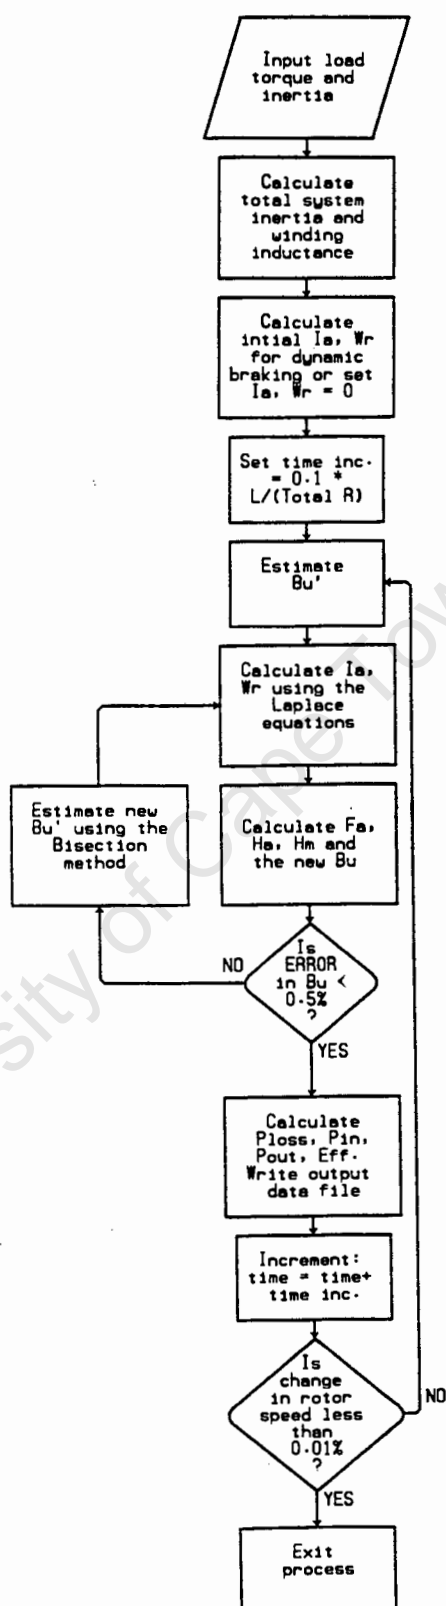 Input load
torque and
inertia
Calculate
total system
inertia and
winding
inductance
Calculate
intial Ia, Wr
for dynamic
braking or set
Ia, Wr = 0
Set time inc.
= 0.1 *
L/(Total R)
Estimate
Bu'
Calculate Ia,
Wr using the
Laplace
equations
Estimate new
Bu' using the
Bisection
method
Calculate Fa,
Ha, Hm and
the new Bu
Is
ERROR
in Bu <
0.5%
?
NO
YES
Calculate
Ploss, Pin,
Pout, Eff.
Write output
data file
Increment:
time = time+
time inc.
Is
change
in rotor
speed less
than
0.01%
?
NO
YES
Exit
process
sity of Cape Tow